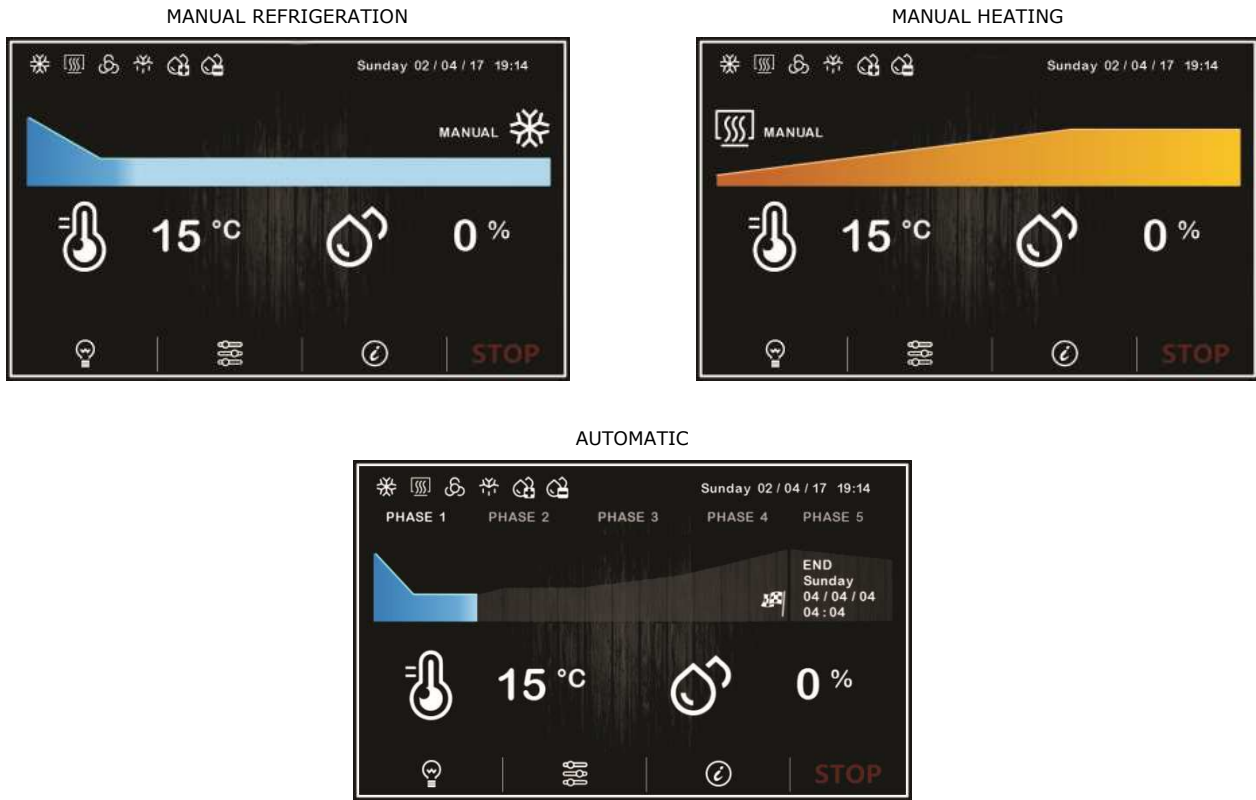 MANUAL REFRIGERATION
Sunday 02 / 04 / 17 19:14
MANUAL
15 °C 0 %
i STOP
MANUAL HEATING
Sunday 02 / 04 / 17 19:14
MANUAL
15 °C 0 %
i STOP
AUTOMATIC
Sunday 02 / 04 / 17 19:14
PHASE 1 PHASE 2 PHASE 3 PHASE 4 PHASE 5
END
Sunday
04 / 04 / 04
04 : 04
15 °C 0 %
i STOP